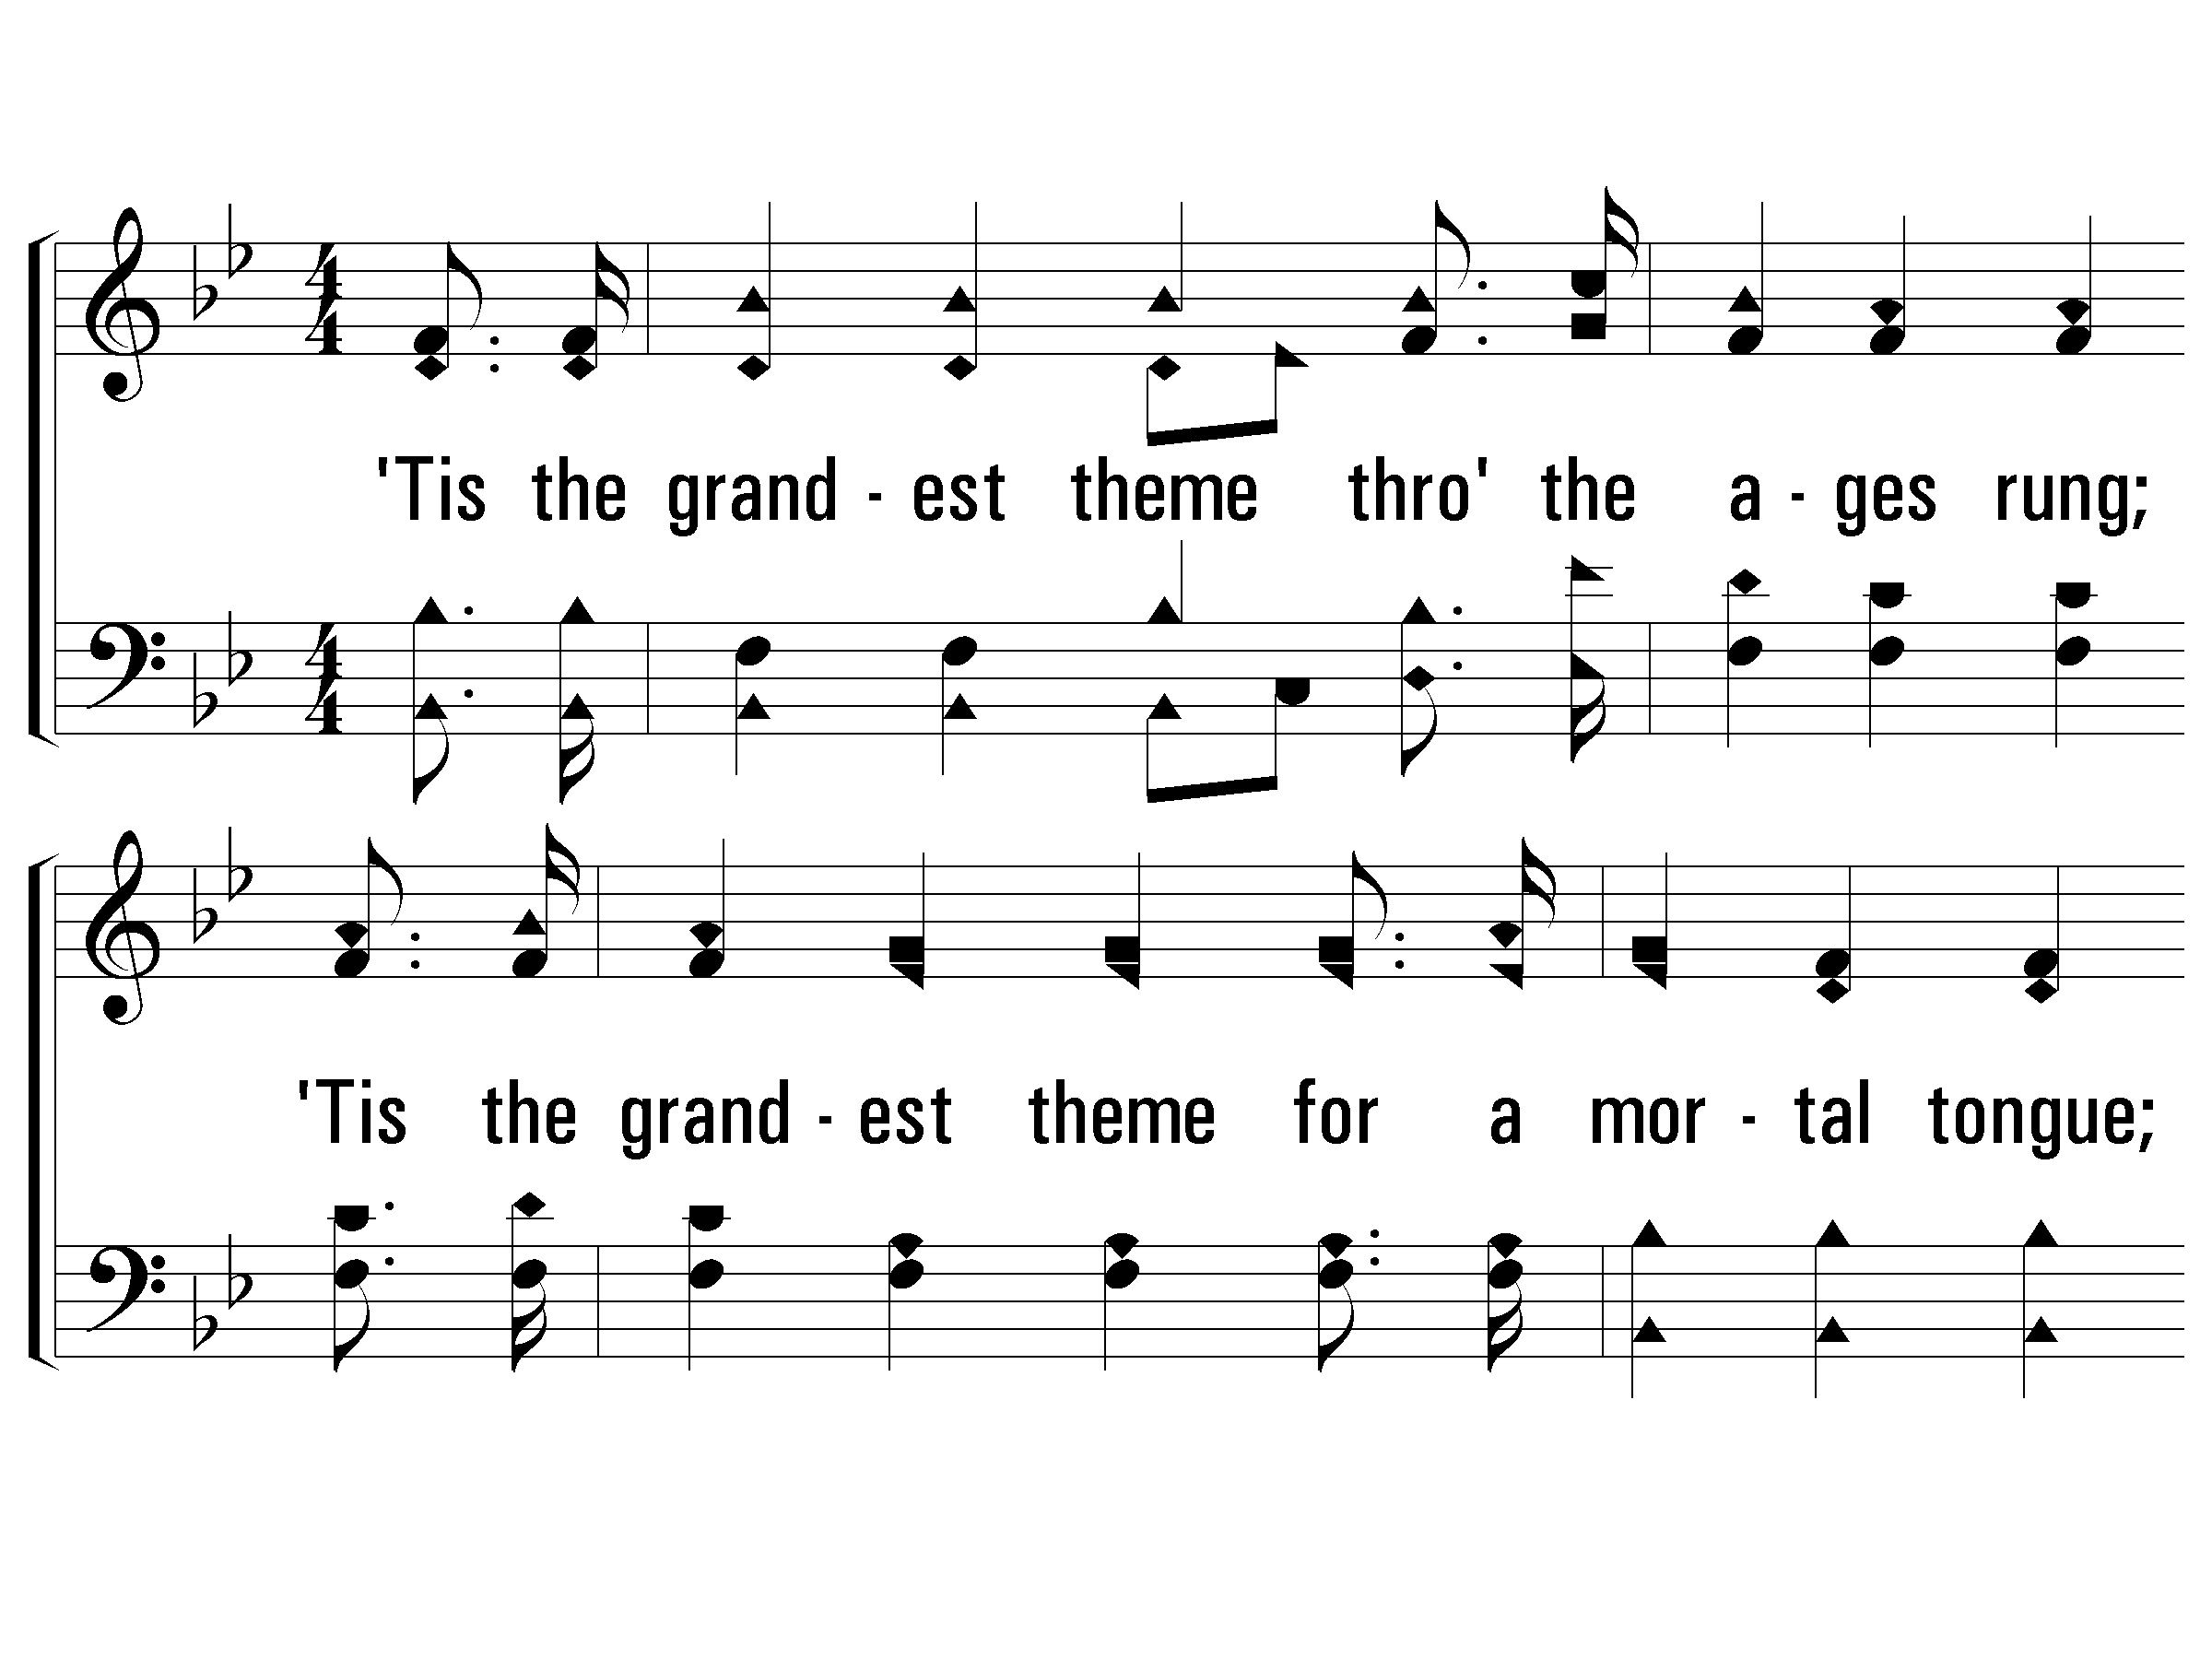 'Tis the grand - est theme thro' the a - ges rung;
'Tis the grand - est theme for a mor - tal tongue;